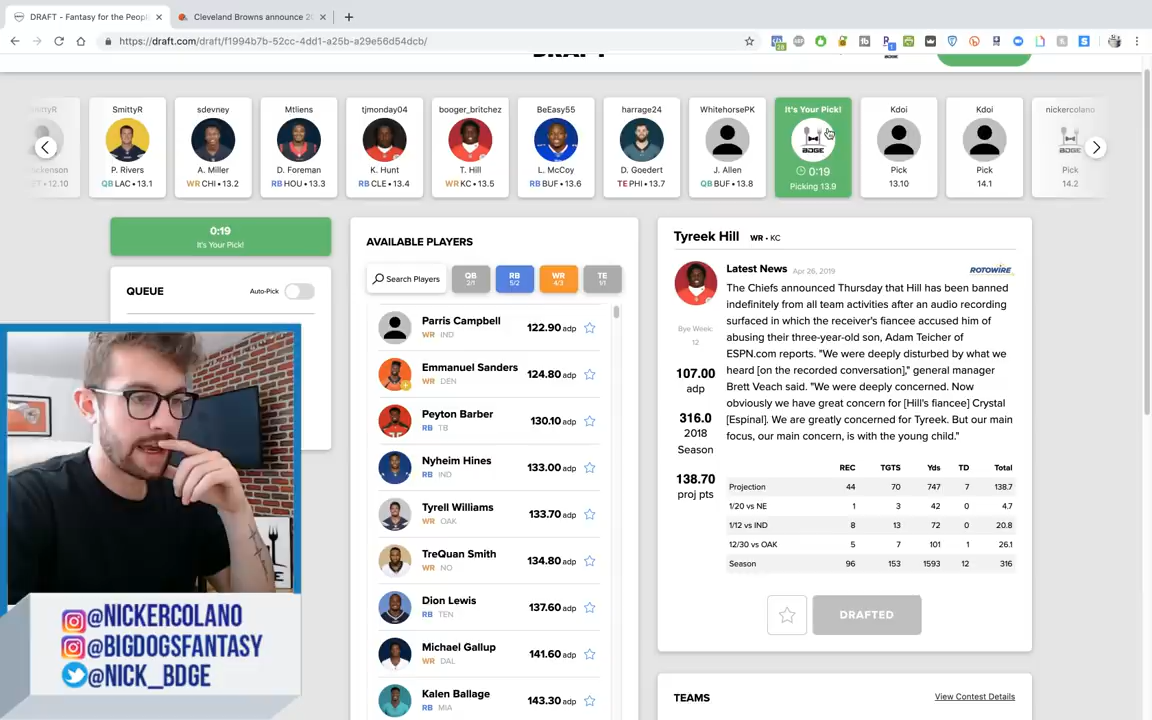 DRAFT - Fantasy for the Peopl
Cleveland Browns announce 2
https://draft.com/draft/f1994b7b-52cc-4dd1-a25b-a29e56d54dcb/
DRAFT
SmittyR
sdevney
Mtliens
tjmonday04
booger_britchez
BeEasy55
harrage24
WhitehorsePK
It's Your Pick!
Kdoi
Kdoi
nickercolano
BDGE
BDGE
P. Rivers
A. Miller
D. Foreman
K. Hunt
T. Hill
L. McCoy
D. Goedert
J. Allen
0:19
Pick
Pick
Pick
12.10
QB LAC • 13.1
WR CHI • 13.2
RB HOU • 13.3
RB CLE • 13.4
WR KC • 13.5
RB BUF • 13.6
TE PHI • 13.7
QB BUF • 13.8
Picking 13.9
13.10
14.1
14.2
0:19
It's Your Pick!
QUEUE
Auto-Pick
AVAILABLE PLAYERS
Search Players
QB
2/1
RB
5/2
WR
4/3
TE
1/1
Parris Campbell
WR IND
122.90 adp
Emmanuel Sanders
WR DEN
124.80 adp
Peyton Barber
RB TB
130.10 adp
Nyheim Hines
RB IND
133.00 adp
Tyrell Williams
WR OAK
133.70 adp
TreQuan Smith
WR NO
134.80 adp
Dion Lewis
RB TEN
137.60 adp
Michael Gallup
WR DAL
141.60 adp
Kalen Ballage
RB MIA
143.30 adp
Tyreek Hill WR • KC
Latest News Apr 26, 2019
ROTOWIRE
The Chiefs announced Thursday that Hill has been banned
indefinitely from all team activities after an audio recording
surfaced in which the receiver's fiancee accused him of
abusing their three-year-old son, Adam Teicher of
ESPN.com reports. "We were deeply disturbed by what we
heard [on the recorded conversation]," general manager
Brett Veach said. "We were deeply concerned. Now
obviously we have great concern for [Hill's fiancee] Crystal
[Espinal]. We are greatly concerned for Tyreek. But our main
focus, our main concern, is with the young child."
Bye Week:
12
107.00
adp
316.0
2018
Season
138.70
proj pts
REC TGTS Yds TD Total
Projection 44 70 747 7 138.7
1/20 vs NE 1 3 42 0 4.7
1/12 vs IND 8 13 72 0 20.8
12/30 vs OAK 5 7 101 1 26.1
Season 96 153 1593 12 316
DRAFTED
TEAMS
View Contest Details
@NICKERCOLANO
@BIGDOGSFANTASY
@NICK_BDGE